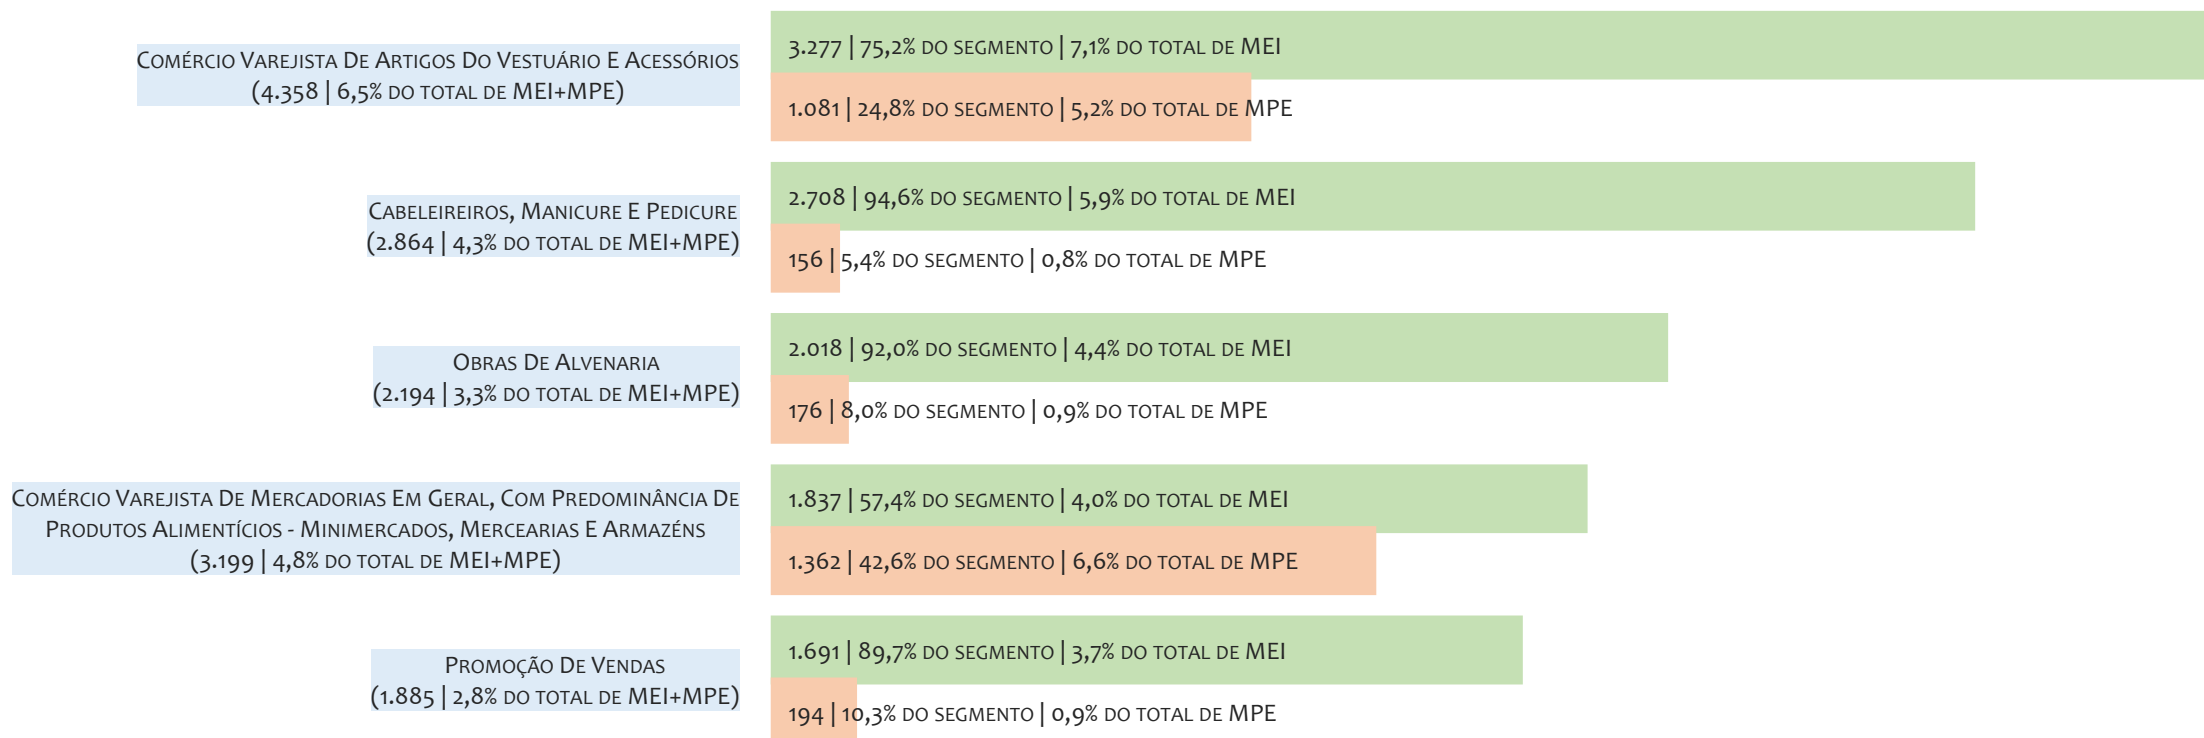 Comércio Varejista De Artigos Do Vestuário E Acessórios
(4.358 | 6,5% do total de MEI+MPE)
3.277 | 75,2% do segmento | 7,1% do total de MEI
1.081 | 24,8% do segmento | 5,2% do total de MPE
Cabeleireiros, Manicure E Pedicure
(2.864 | 4,3% do total de MEI+MPE)
2.708 | 94,6% do segmento | 5,9% do total de MEI
156 | 5,4% do segmento | 0,8% do total de MPE
Obras De Alvenaria
(2.194 | 3,3% do total de MEI+MPE)
2.018 | 92,0% do segmento | 4,4% do total de MEI
176 | 8,0% do segmento | 0,9% do total de MPE
Comércio Varejista De Mercadorias Em Geral, Com Predominância De
Produtos Alimentícios - Minimercados, Mercearias E Armazéns
(3.199 | 4,8% do total de MEI+MPE)
1.837 | 57,4% do segmento | 4,0% do total de MEI
1.362 | 42,6% do segmento | 6,6% do total de MPE
Promoção De Vendas
(1.885 | 2,8% do total de MEI+MPE)
1.691 | 89,7% do segmento | 3,7% do total de MEI
194 | 10,3% do segmento | 0,9% do total de MPE